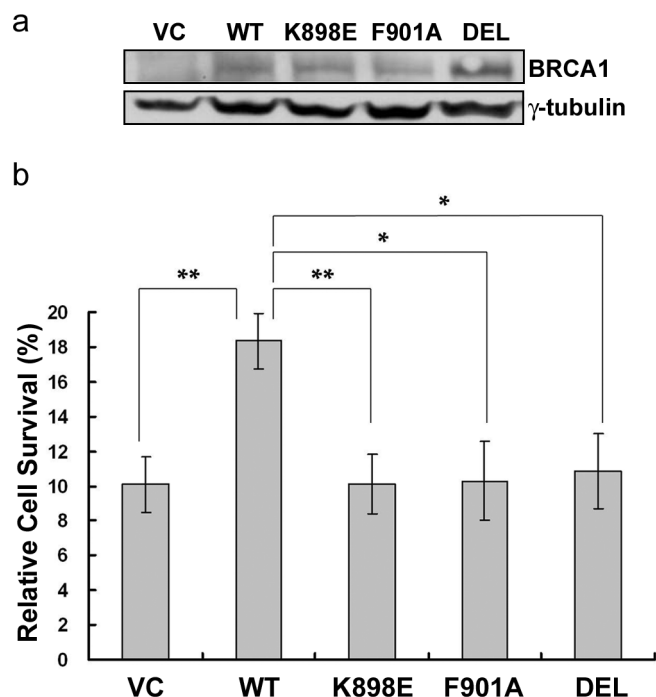 a
VC WT K898E F901A DEL
BRCA1
γ-tubulin
b
*
*
** **
Relative Cell Survival (%)
20
18
16
14
12
10
8
6
4
2
0
VC WT K898E F901A DEL